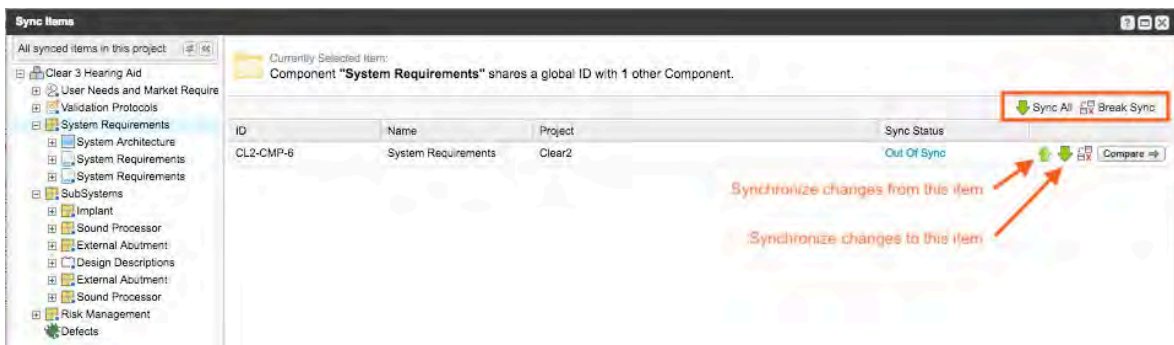 Sync Items
All synced items in this project
Currently Selected Item:
Component "System Requirements" shares a global ID with 1 other Component.
Clear 3 Hearing Aid
User Needs and Market Require
Validation Protocols
System Requirements
System Architecture
System Requirements
System Requirements
SubSystems
Implant
Sound Processor
External Abutment
Design Descriptions
External Abutment
Sound Processor
Risk Management
Defects
Sync All Break Sync
ID Name Project Sync Status
CL2-CMP-6 System Requirements Clear2 Out Of Sync Compare
Synchronize changes from this item
Synchronize changes to this item